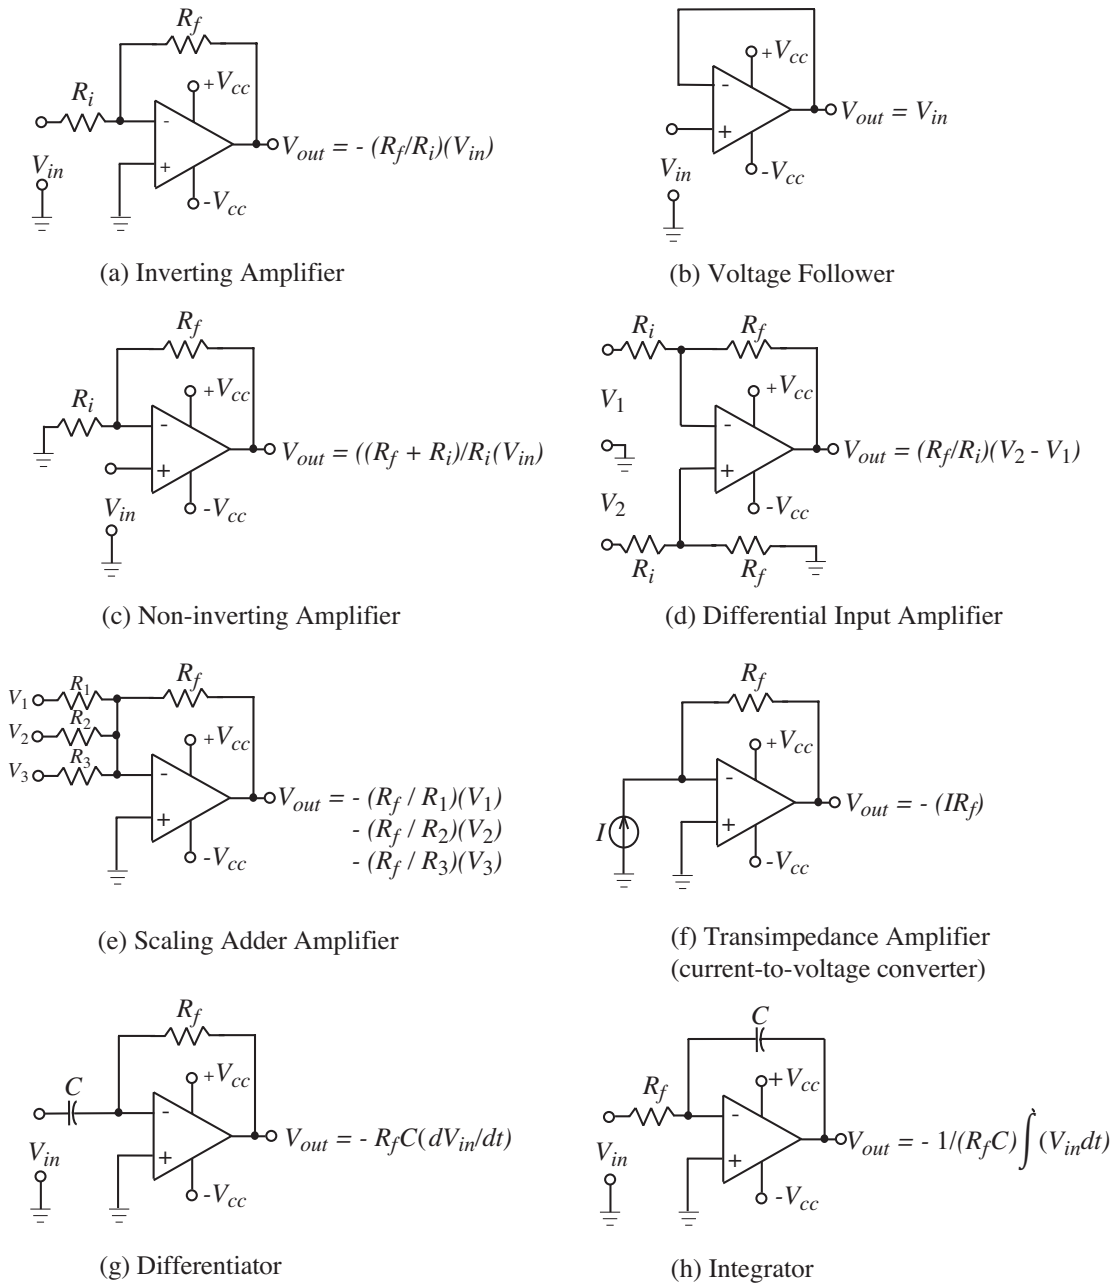 R_f
+V_cc
R_i
-
V_out = - (R_f/R_i)(V_in)
+
V_in
-V_cc
(a) Inverting Amplifier
+V_cc
-
V_out = V_in
+
V_in
-V_cc
(b) Voltage Follower
R_f
+V_cc
R_i
-
V_out = ((R_f + R_i)/R_i(V_in)
+
V_in
-V_cc
(c) Non-inverting Amplifier
R_i
R_f
+V_cc
V_1
-
V_out = (R_f/R_i)(V_2 - V_1)
+
V_2
-V_cc
R_i
R_f
(d) Differential Input Amplifier
R_f
V_1
R_1
V_2
R_2
+V_cc
V_3
R_3
-
V_out = - (R_f / R_1)(V_1)
+
- (R_f / R_2)(V_2)
-V_cc
- (R_f / R_3)(V_3)
(e) Scaling Adder Amplifier
R_f
+V_cc
-
V_out = - (IR_f)
+
I
-V_cc
(f) Transimpedance Amplifier
(current-to-voltage converter)
R_f
C
+V_cc
-
V_out = - R_fC(dV_in/dt)
+
V_in
-V_cc
(g) Differentiator
C
R_f
+V_cc
-
V_out = - 1/(R_fC)∫(V_indt)
+
V_in
-V_cc
(h) Integrator